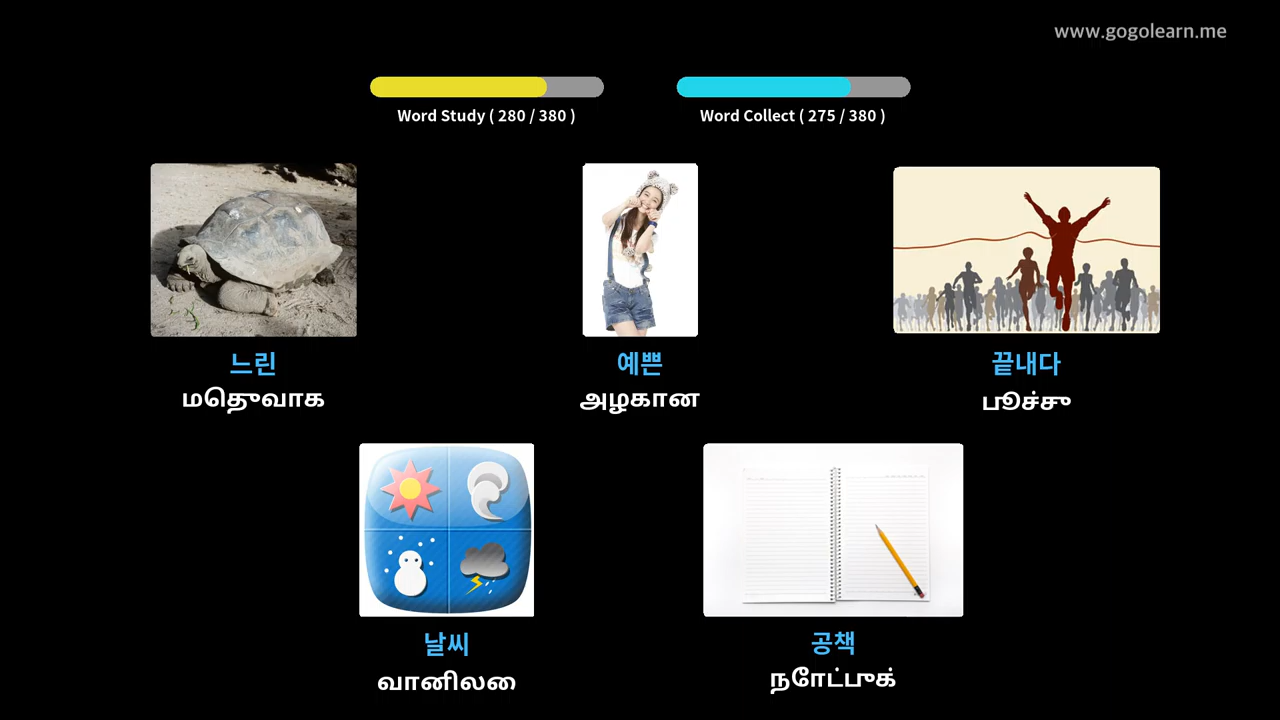 www.gogolearn.me
Word Study ( 280 / 380 )
Word Collect ( 275 / 380 )
느린
மெதுவாக
예쁜
அழகான
끝내다
பூச்சு
날씨
வானிலை
공책
நோட்புக்